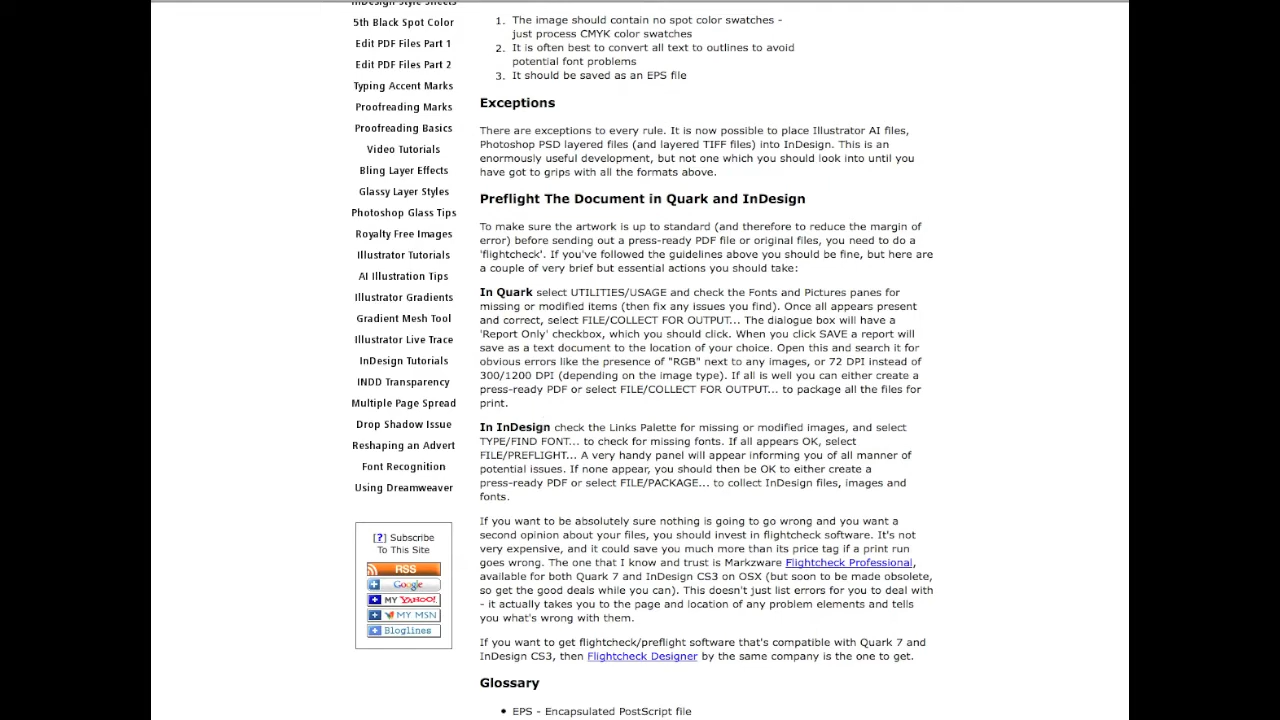 InDesign Style Sheets
5th Black Spot Color
Edit PDF Files Part 1
Edit PDF Files Part 2
Typing Accent Marks
Proofreading Marks
Proofreading Basics
Video Tutorials
Bling Layer Effects
Glassy Layer Styles
Photoshop Glass Tips
Royalty Free Images
Illustrator Tutorials
AI Illustration Tips
Illustrator Gradients
Gradient Mesh Tool
Illustrator Live Trace
InDesign Tutorials
INDD Transparency
Multiple Page Spread
Drop Shadow Issue
Reshaping an Advert
Font Recognition
Using Dreamweaver
[?] Subscribe
To This Site
RSS
Google
MY YAHOO!
MY MSN
Bloglines
1. The image should contain no spot color swatches -
just process CMYK color swatches
2. It is often best to convert all text to outlines to avoid
potential font problems
3. It should be saved as an EPS file
Exceptions
There are exceptions to every rule. It is now possible to place Illustrator AI files,
Photoshop PSD layered files (and layered TIFF files) into InDesign. This is an
enormously useful development, but not one which you should look into until you
have got to grips with all the formats above.
Preflight The Document in Quark and InDesign
To make sure the artwork is up to standard (and therefore to reduce the margin of
error) before sending out a press-ready PDF file or original files, you need to do a
'flightcheck'. If you've followed the guidelines above you should be fine, but here are
a couple of very brief but essential actions you should take:
In Quark select UTILITIES/USAGE and check the Fonts and Pictures panes for
missing or modified items (then fix any issues you find). Once all appears present
and correct, select FILE/COLLECT FOR OUTPUT... The dialogue box will have a
'Report Only' checkbox, which you should click. When you click SAVE a report will
save as a text document to the location of your choice. Open this and search it for
obvious errors like the presence of "RGB" next to any images, or 72 DPI instead of
300/1200 DPI (depending on the image type). If all is well you can either create a
press-ready PDF or select FILE/COLLECT FOR OUTPUT... to package all the files for
print.
In InDesign check the Links Palette for missing or modified images, and select
TYPE/FIND FONT... to check for missing fonts. If all appears OK, select
FILE/PREFLIGHT... A very handy panel will appear informing you of all manner of
potential issues. If none appear, you should then be OK to either create a
press-ready PDF or select FILE/PACKAGE... to collect InDesign files, images and
fonts.
If you want to be absolutely sure nothing is going to go wrong and you want a
second opinion about your files, you should invest in flightcheck software. It's not
very expensive, and it could save you much more than its price tag if a print run
goes wrong. The one that I know and trust is Markzware Flightcheck Professional,
available for both Quark 7 and InDesign CS3 on OSX (but soon to be made obsolete,
so get the good deals while you can). This doesn't just list errors for you to deal with
- it actually takes you to the page and location of any problem elements and tells
you what's wrong with them.
If you want to get flightcheck/preflight software that's compatible with Quark 7 and
InDesign CS3, then Flightcheck Designer by the same company is the one to get.
Glossary
• EPS - Encapsulated PostScript file